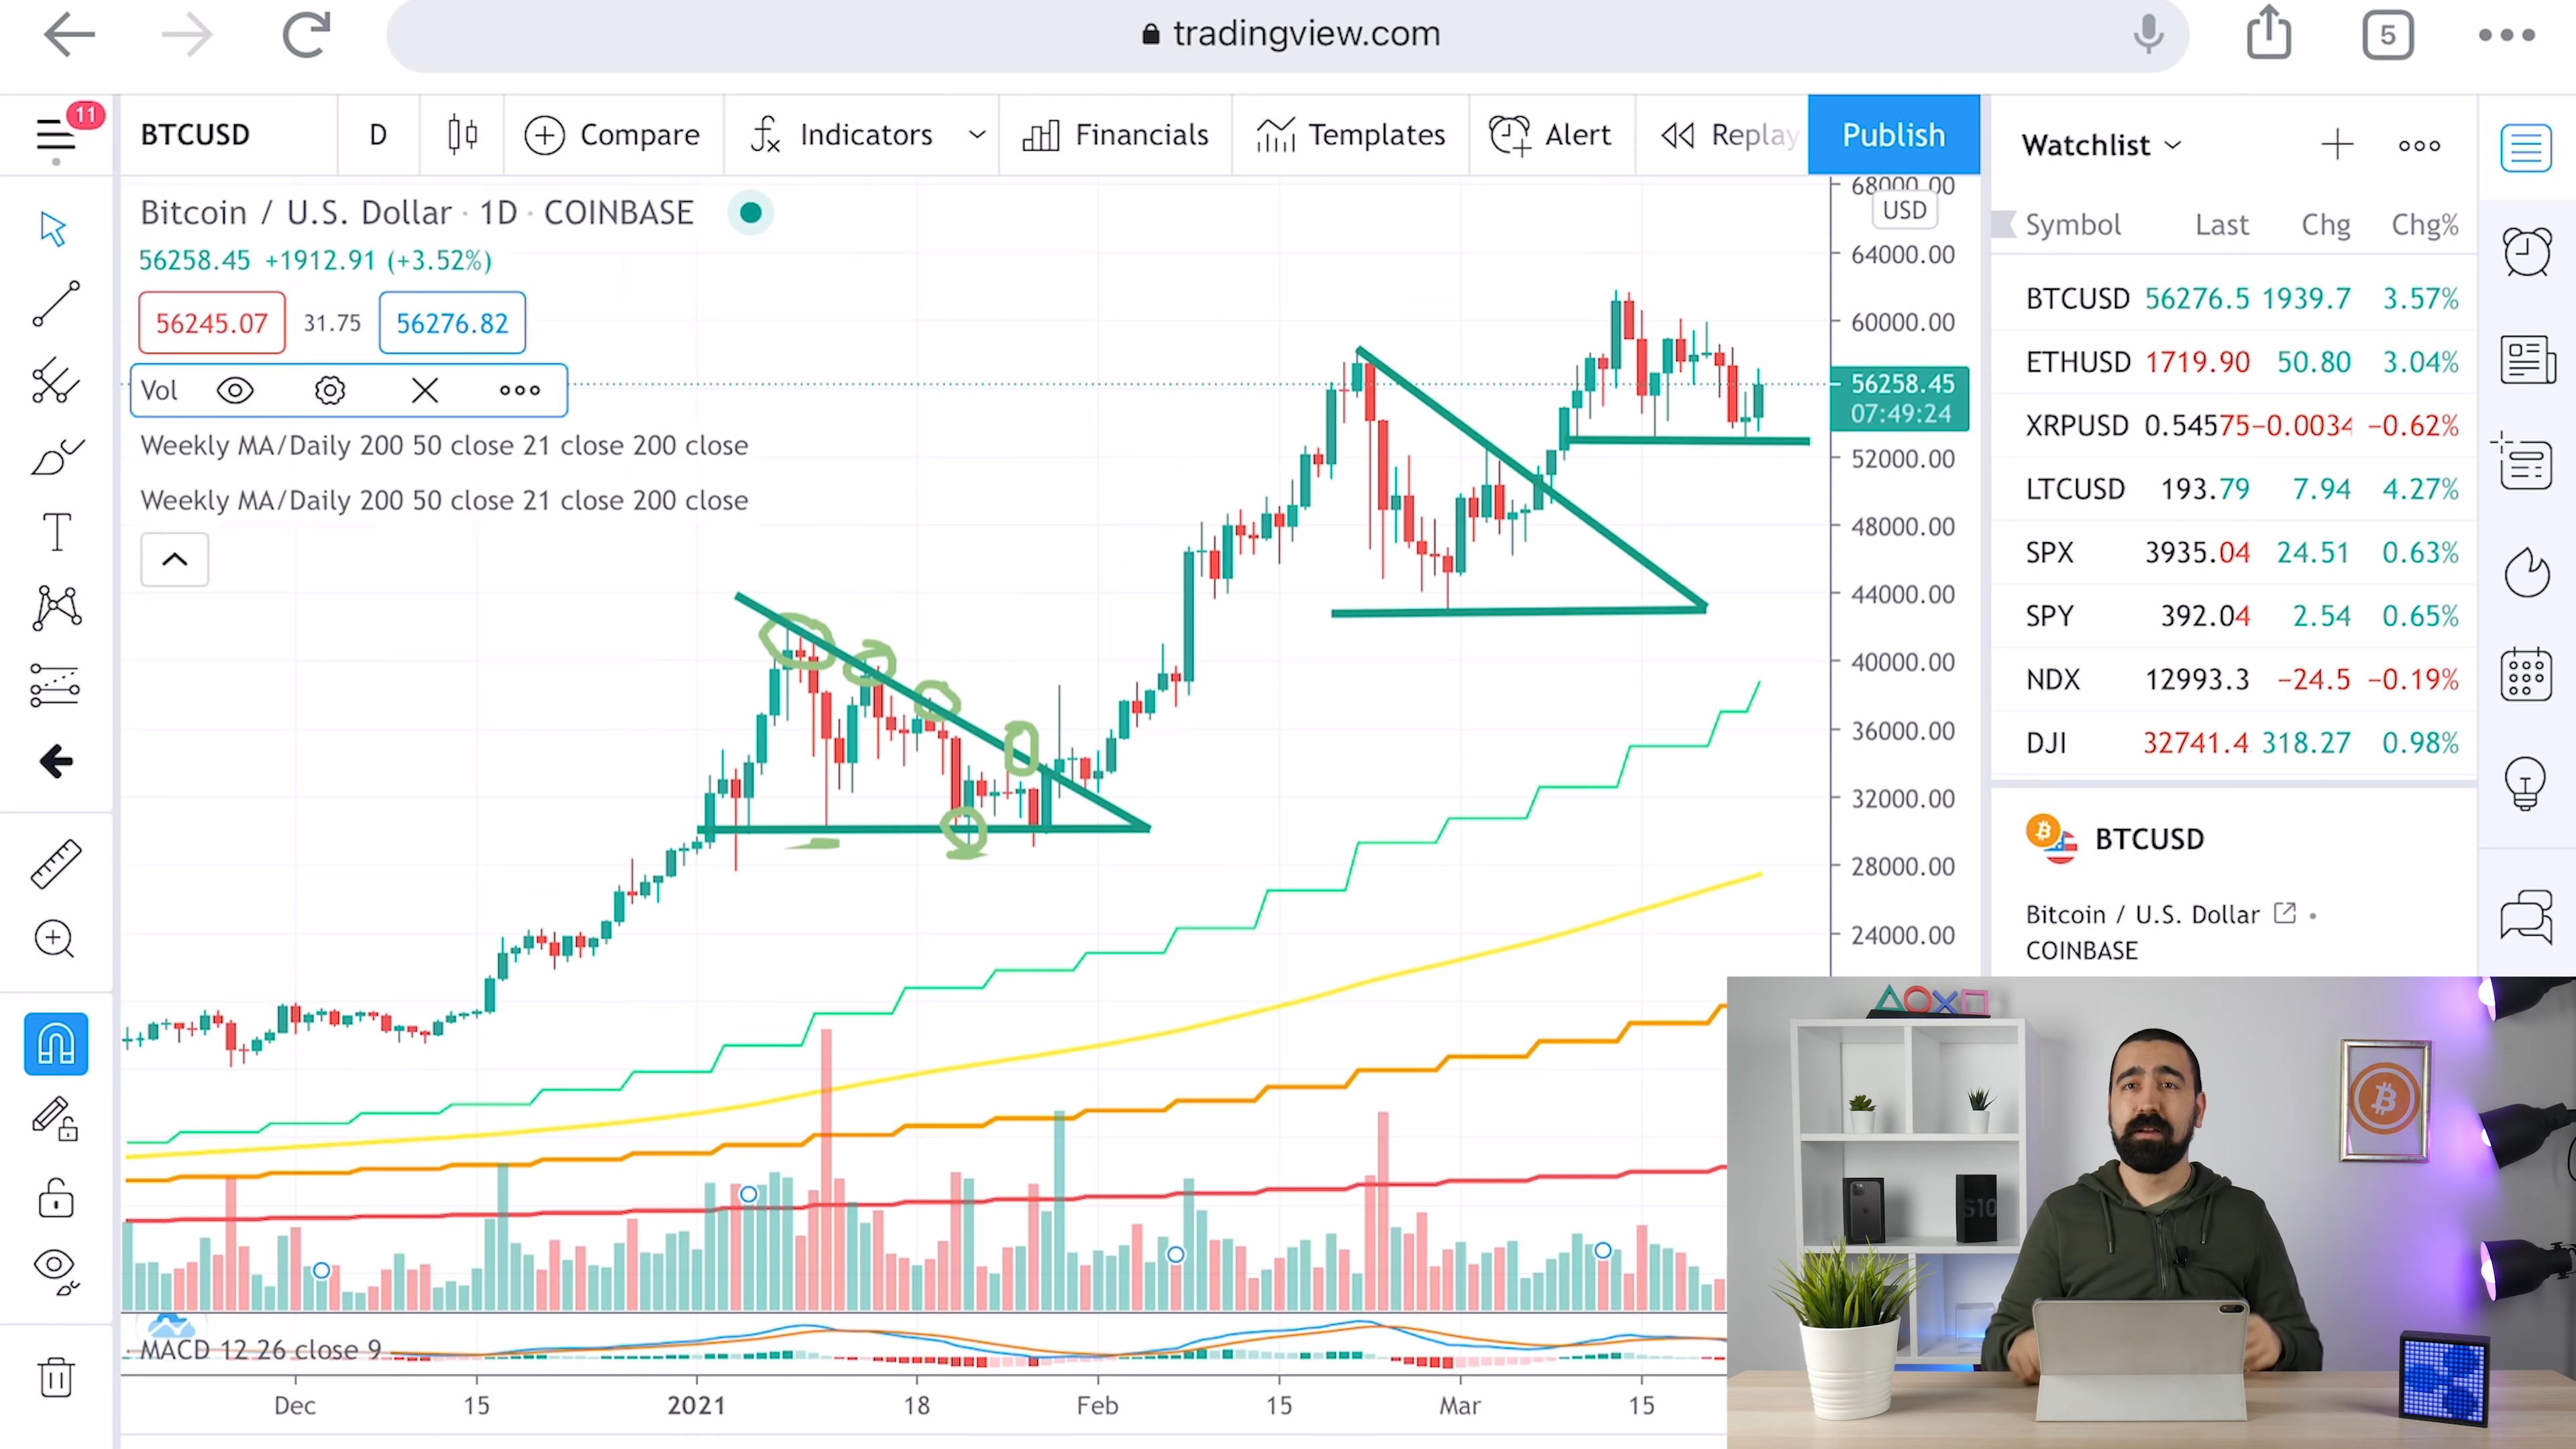 tradingview.com
5
11
BTCUSD
D
Compare
Indicators
Financials
Templates
Alert
Replay
Publish
Bitcoin / U.S. Dollar · 1D · COINBASE
56258.45 +1912.91 (+3.52%)
56245.07 31.75 56276.82
Vol
Weekly MA/Daily 200 50 close 21 close 200 close
Weekly MA/Daily 200 50 close 21 close 200 close
68000.00
USD
64000.00
60000.00
56258.45
07:49:24
52000.00
48000.00
44000.00
40000.00
36000.00
32000.00
28000.00
24000.00
MACD 12 26 close 9
Dec 15 2021 18 Feb 15 Mar 15
Watchlist
Symbol Last Chg Chg%
BTCUSD 56276.5 1939.7 3.57%
ETHUSD 1719.90 50.80 3.04%
XRPUSD 0.54575 −0.0034 −0.62%
LTCUSD 193.79 7.94 4.27%
SPX 3935.04 24.51 0.63%
SPY 392.04 2.54 0.65%
NDX 12993.3 −24.5 −0.19%
DJI 32741.4 318.27 0.98%
BTCUSD
Bitcoin / U.S. Dollar
COINBASE
S10